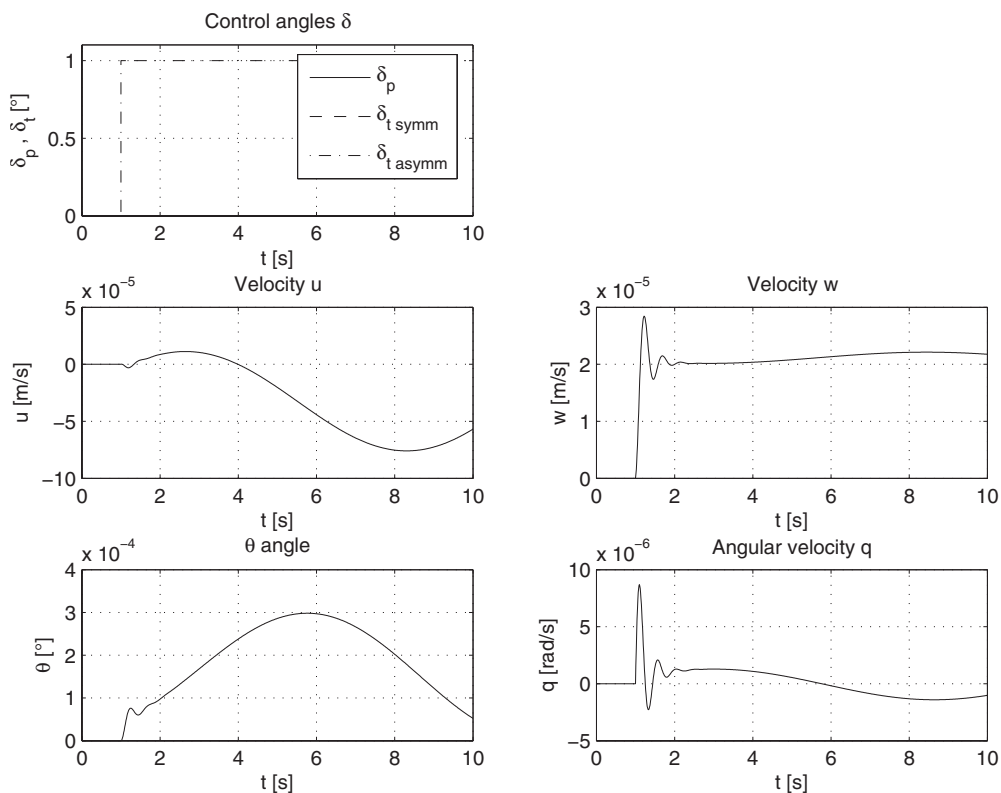 Control angles δ
1
0.5
0
δp , δt [°]
δp
δt symm
δt asymm
0 2 4 6 8 10
t [s]
x 10−5
Velocity u
5
0
−5
−10
u [m/s]
0 2 4 6 8 10
t [s]
x 10−5
Velocity w
3
2
1
0
w [m/s]
0 2 4 6 8 10
t [s]
x 10−4
θ angle
4
3
2
1
0
θ [°]
0 2 4 6 8 10
t [s]
x 10−6
Angular velocity q
10
5
0
−5
q [rad/s]
0 2 4 6 8 10
t [s]